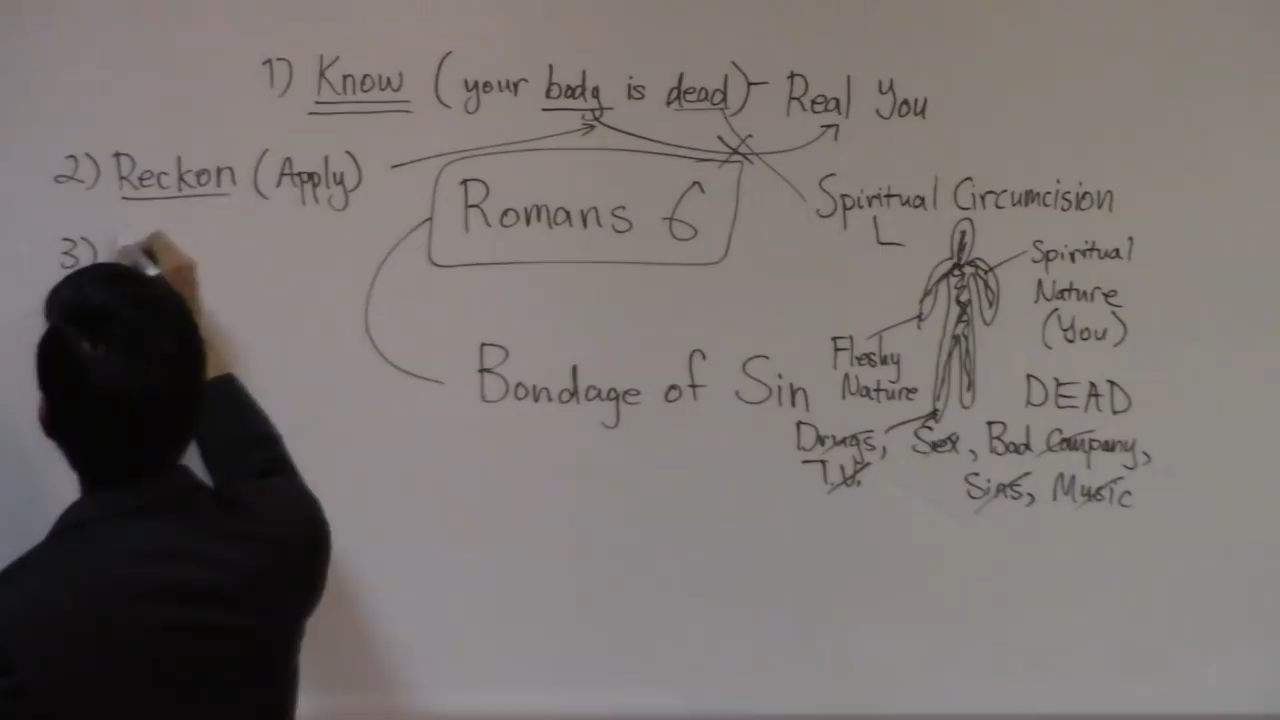 1) Know (your body is dead) - Real You
2) Reckon (Apply)
Romans 6
Spiritual Circumcision
3)
Spiritual
Nature
(You)
Fleshy
Nature
Bondage of Sin
DEAD
Drugs, Sex, Bad Company,
T.V.
Sins, Music